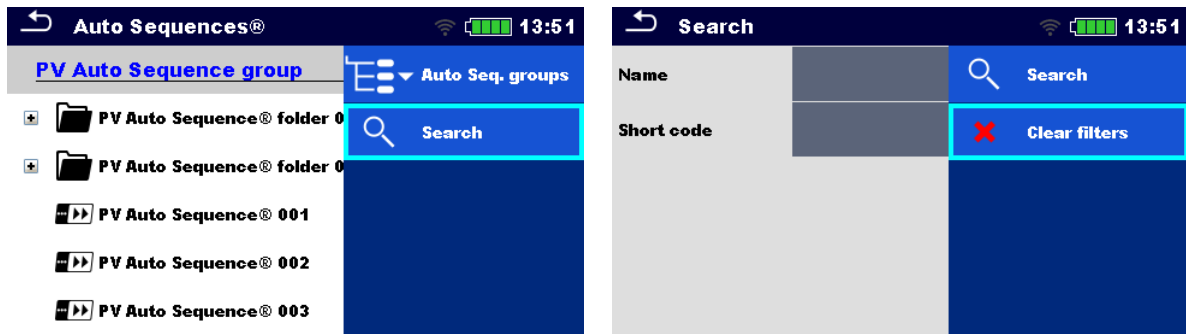 Auto Sequences®
13:51
PV Auto Sequence group
Auto Seq. groups
PV Auto Sequence® folder 0
Search
PV Auto Sequence® folder 0
PV Auto Sequence® 001
PV Auto Sequence® 002
PV Auto Sequence® 003
Search
13:51
Name
Search
Short code
Clear filters